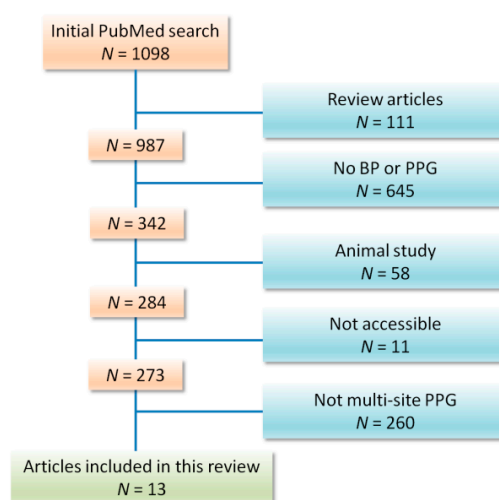 Initial PubMed search
N = 1098
Review articles
N = 111
N = 987
No BP or PPG
N = 645
N = 342
Animal study
N = 58
N = 284
Not accessible
N = 11
N = 273
Not multi-site PPG
N = 260
Articles included in this review
N = 13